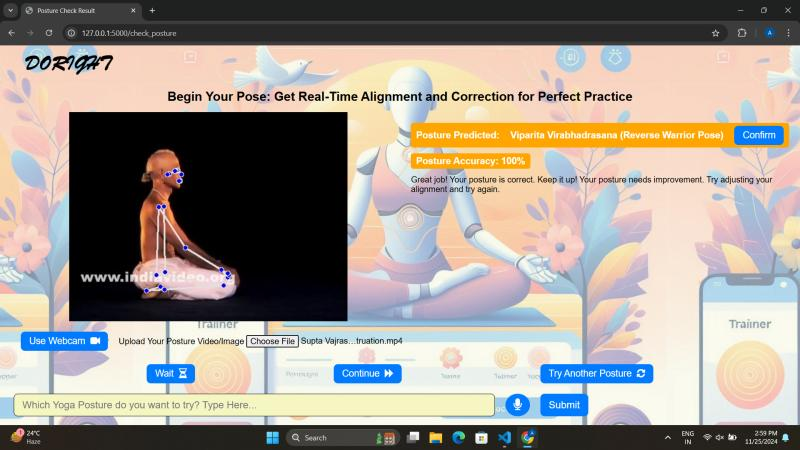 Posture Check Result
127.0.0.1:5000/check_posture
A
DORIGHT
Begin Your Pose: Get Real-Time Alignment and Correction for Perfect Practice
Posture Predicted: Viparita Virabhadrasana (Reverse Warrior Pose) Confirm
Posture Accuracy: 100%
Great job! Your posture is correct. Keep it up! Your posture needs improvement. Try adjusting your
alignment and try again.
www.indiavideo.org
Use Webcam Upload Your Posture Video/Image Choose File Supta Vajras…truation.mp4
Wait Continue Try Another Posture
Which Yoga Posture do you want to try? Type Here...
Submit
1
24°C
Haze
Search
ENG
IN
2:59 PM
11/25/2024